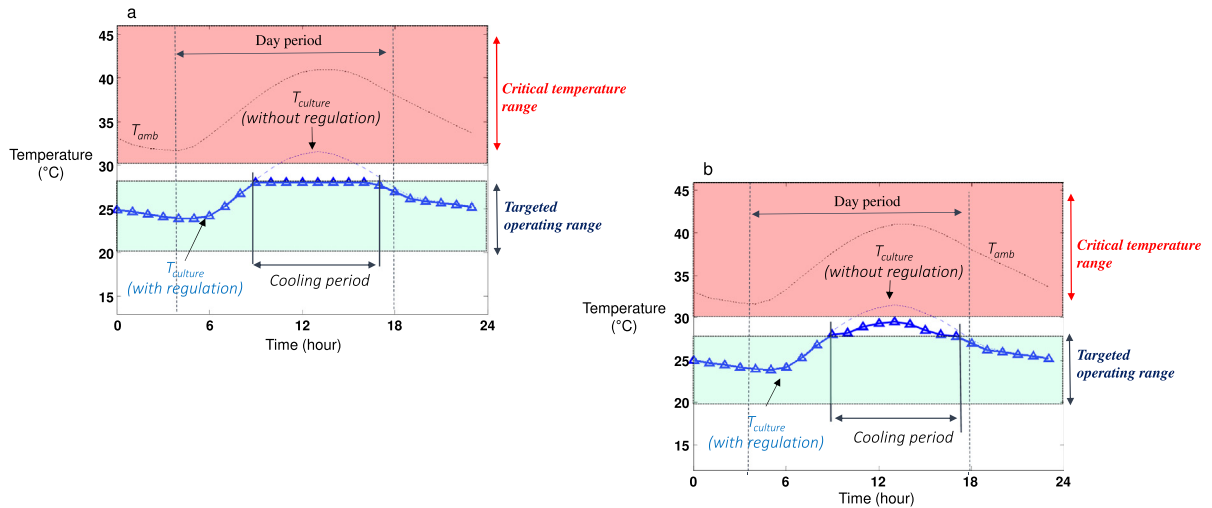 a
45
40
35
30
25
20
15
0
6
12
18
24
Temperature
(°C)
Time (hour)
Day period
T_amb
T_culture
(without regulation)
T_culture
(with regulation)
Cooling period
Critical temperature
range
Targeted
operating range
b
45
40
35
30
25
20
15
0
6
12
18
24
Temperature
(°C)
Time (hour)
Day period
T_culture
(without regulation)
T_amb
T_culture
(with regulation)
Cooling period
Critical temperature
range
Targeted
operating range